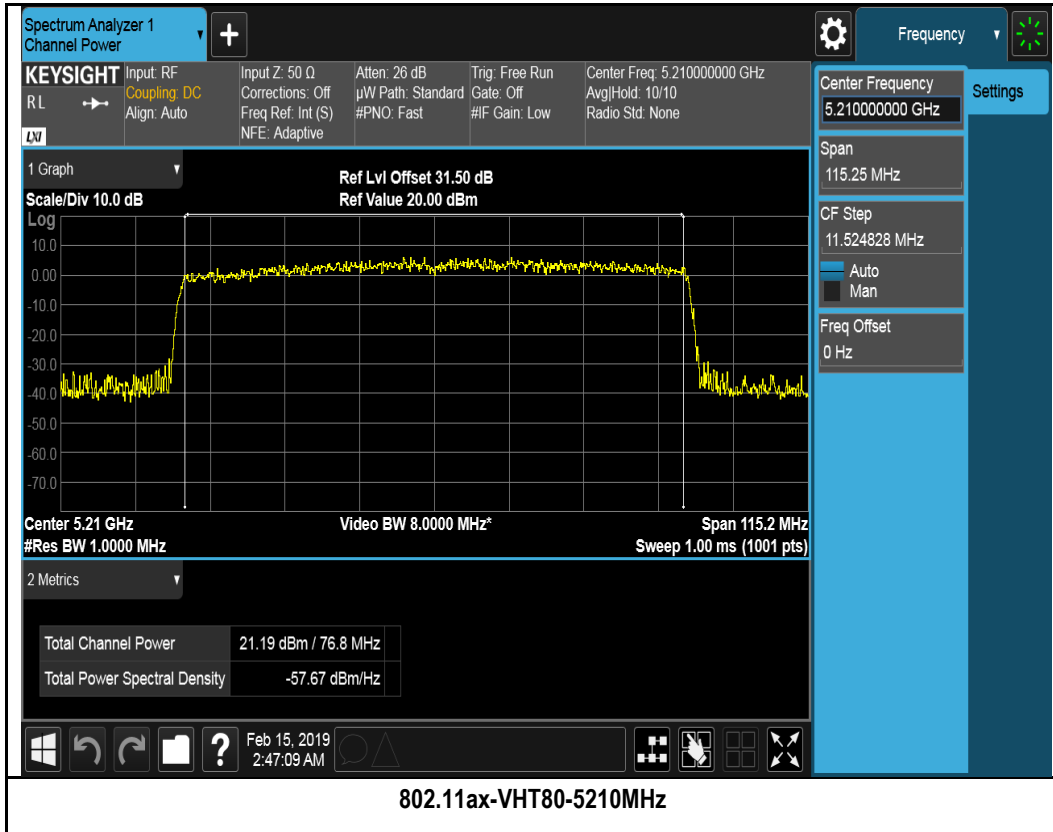 Spectrum Analyzer 1
Channel Power
+
Frequency
KEYSIGHT
R L
LXI
Input: RF
Coupling: DC
Align: Auto
Input Z: 50 Ω
Corrections: Off
Freq Ref: Int (S)
NFE: Adaptive
Atten: 26 dB
µW Path: Standard
#PNO: Fast
Trig: Free Run
Gate: Off
#IF Gain: Low
Center Freq: 5.210000000 GHz
Avg|Hold: 10/10
Radio Std: None
Center Frequency
5.210000000 GHz
Settings
Span
115.25 MHz
CF Step
11.524828 MHz
Auto
Man
Freq Offset
0 Hz
1 Graph
Ref Lvl Offset 31.50 dB
Scale/Div 10.0 dB
Ref Value 20.00 dBm
Log
10.0
0.00
-10.0
-20.0
-30.0
-40.0
-50.0
-60.0
-70.0
Center 5.21 GHz
Video BW 8.0000 MHz*
Span 115.2 MHz
#Res BW 1.0000 MHz
Sweep 1.00 ms (1001 pts)
2 Metrics
Total Channel Power
21.19 dBm / 76.8 MHz
Total Power Spectral Density
-57.67 dBm/Hz
?
Feb 15, 2019
2:47:09 AM
802.11ax-VHT80-5210MHz